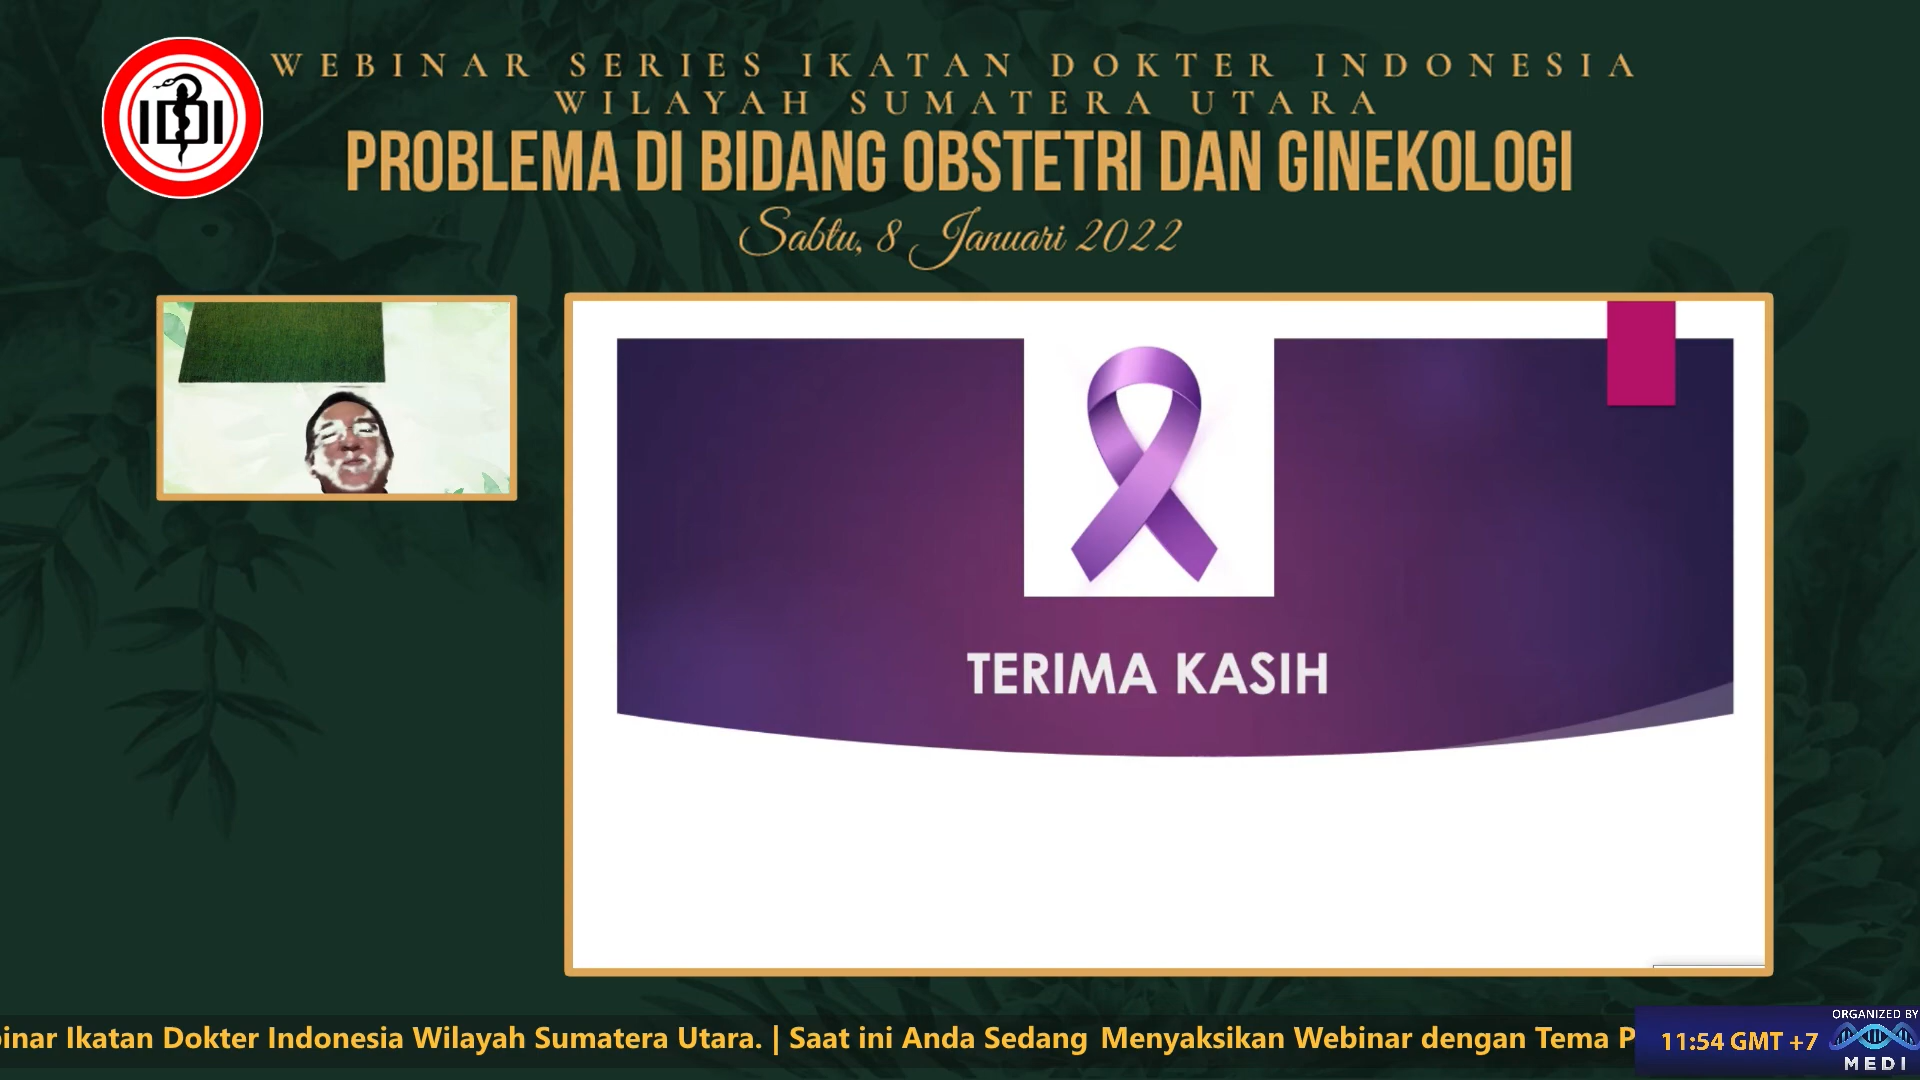 IDI
WEBINAR SERIES IKATAN DOKTER INDONESIA
WILAYAH SUMATERA UTARA
PROBLEMA DI BIDANG OBSTETRI DAN GINEKOLOGI
Sabtu, 8 Januari 2022
TERIMA KASIH
Ikatan Dokter Indonesia Wilayah Sumatera Utara. | Saat ini Anda Sedang Menyaksikan Webinar dengan Tema P
11:54 GMT +7
ORGANIZED BY
MEDI